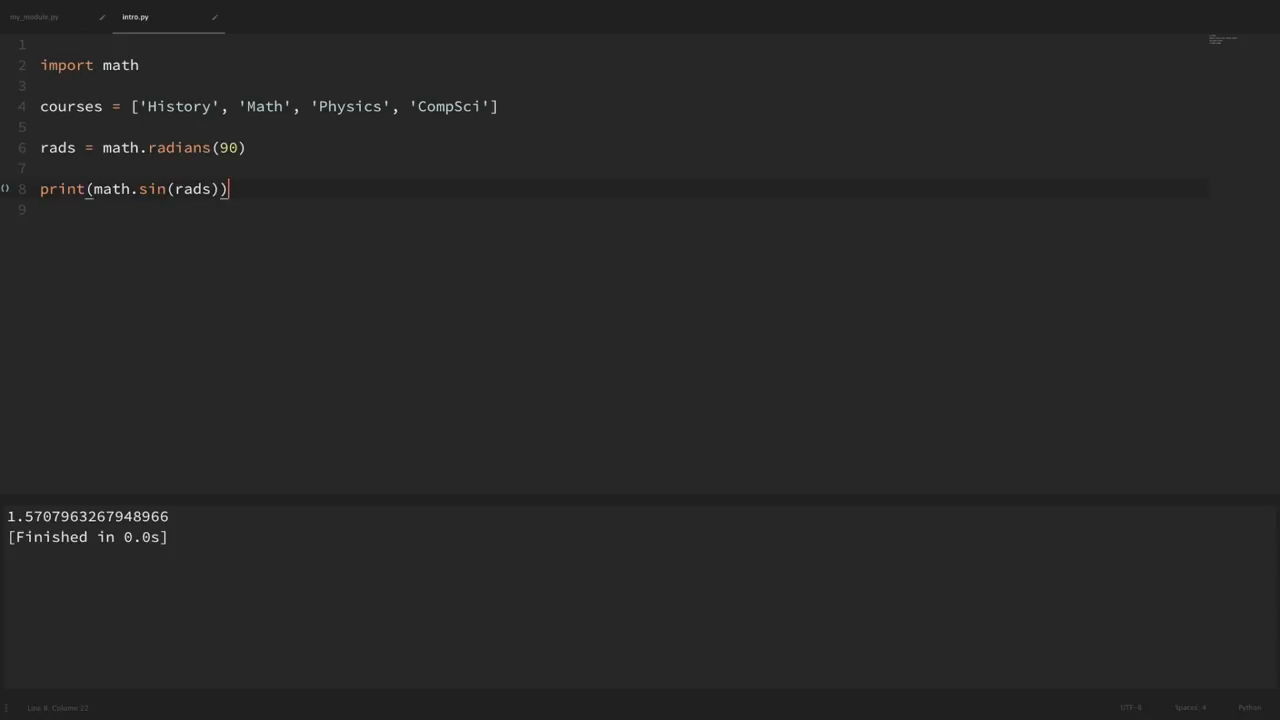 my_module.py intro.py
1
2 import math
3
4 courses = ['History', 'Math', 'Physics', 'CompSci']
5
6 rads = math.radians(90)
7
() 8 print(math.sin(rads))
9
1.5707963267948966
[Finished in 0.0s]
Line 8, Column 22 UTF-8 Spaces: 4 Python